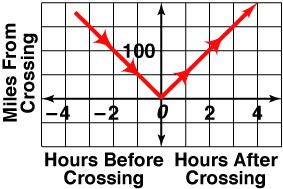 Miles From
Crossing
100
-4 -2 0 2 4
Hours Before Hours After
Crossing Crossing